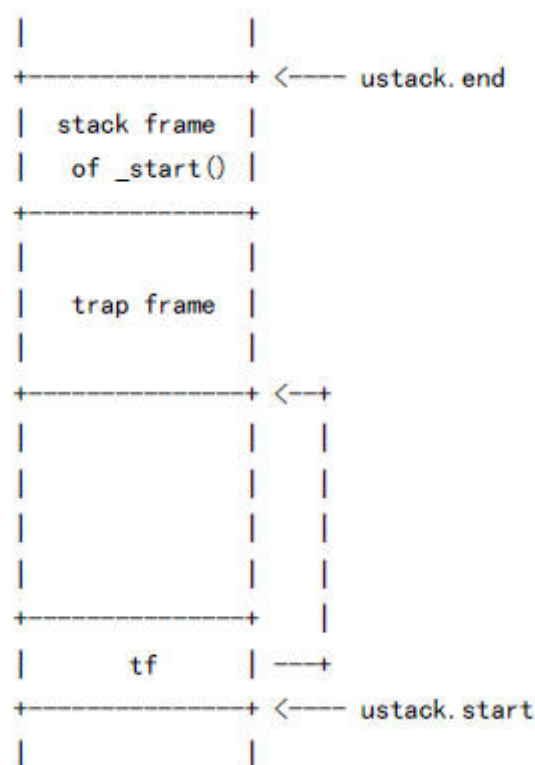 |               |
+---------------+ <---- ustack.end
|  stack frame  |
|   of _start() |
+---------------+
|               |
|   trap frame  |
|               |
+---------------+ <--+
|               |    |
|               |    |
|               |    |
|               |    |
+---------------+    |
|       tf      | ---+
+---------------+ <---- ustack.start
|               |